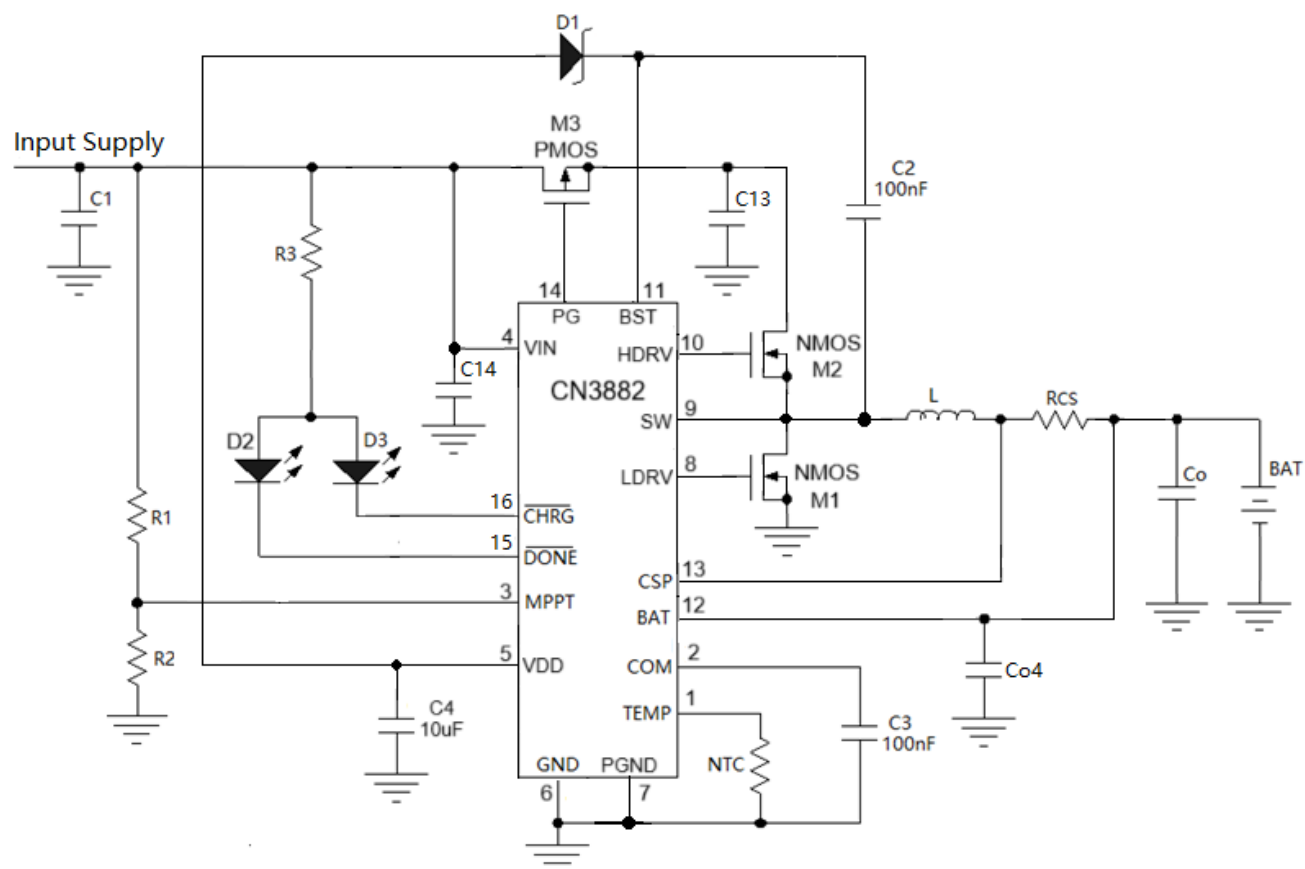 D1
Input Supply
M3
PMOS
C1
C13
C2
100nF
R3
14
11
PG
BST
4
VIN
10
HDRV
NMOS
M2
C14
CN3882
9
SW
L
RCS
D2
D3
8
LDRV
NMOS
M1
Co
BAT
16
CHRG
R1
15
DONE
13
CSP
3
MPPT
12
BAT
R2
5
VDD
2
COM
Co4
C4
10uF
1
TEMP
C3
100nF
NTC
GND
PGND
6
7